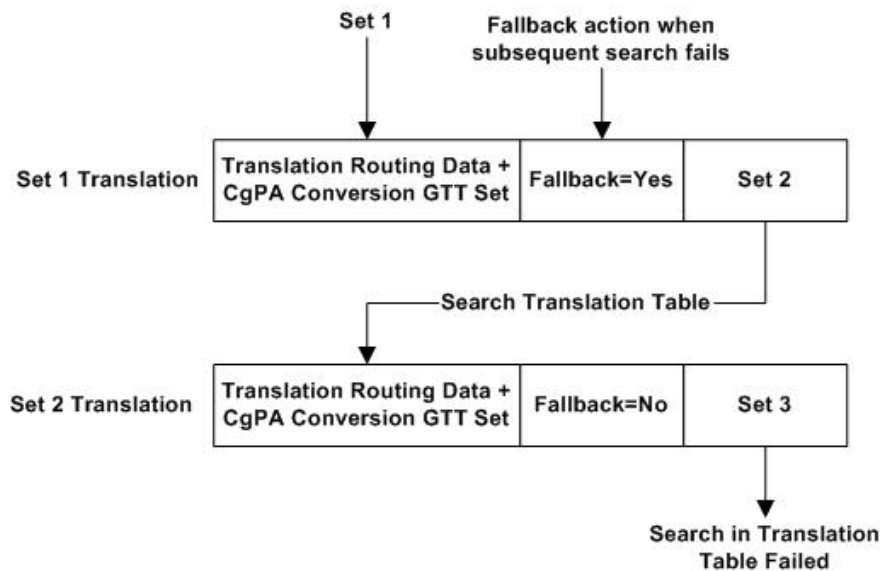 Set 1
Fallback action when
subsequent search fails
Set 1 Translation
Translation Routing Data +
CgPA Conversion GTT Set
Fallback=Yes
Set 2
Search Translation Table
Set 2 Translation
Translation Routing Data +
CgPA Conversion GTT Set
Fallback=No
Set 3
Search in Translation
Table Failed